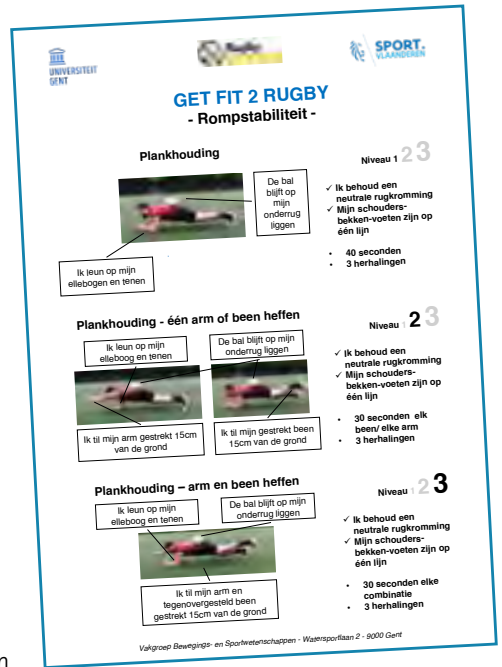 UNIVERSITEIT
GENT
Rugby
SPORT.
VLAANDEREN
GET FIT 2 RUGBY
- Rompstabiliteit -
Plankhouding
Niveau 1 2 3
De bal
blijft op
mijn
onderrug
liggen
Ik leun op mijn
ellebogen en tenen
✓ Ik behoud een
neutrale rugkromming
✓ Mijn schouders-
bekken-voeten zijn op
één lijn
• 40 seconden
• 3 herhalingen
Plankhouding - één arm of been heffen
Niveau 1 2 3
Ik leun op mijn
elleboog en tenen
De bal blijft op mijn
onderrug liggen
Ik til mijn arm gestrekt 15cm
van de grond
Ik til mijn gestrekt been
15cm van de grond
✓ Ik behoud een
neutrale rugkromming
✓ Mijn schouders-
bekken-voeten zijn op
één lijn
• 30 seconden elk
been/ elke arm
• 3 herhalingen
Plankhouding – arm en been heffen
Niveau 1 2 3
Ik leun op mijn
elleboog en tenen
De bal blijft op mijn
onderrug liggen
Ik til mijn arm en
tegenovergesteld been
gestrekt 15cm van de grond
✓ Ik behoud een
neutrale rugkromming
✓ Mijn schouders-
bekken-voeten zijn op
één lijn
• 30 seconden elke
combinatie
• 3 herhalingen
Vakgroep Bewegings- en Sportwetenschappen - Watersportlaan 2 - 9000 Gent